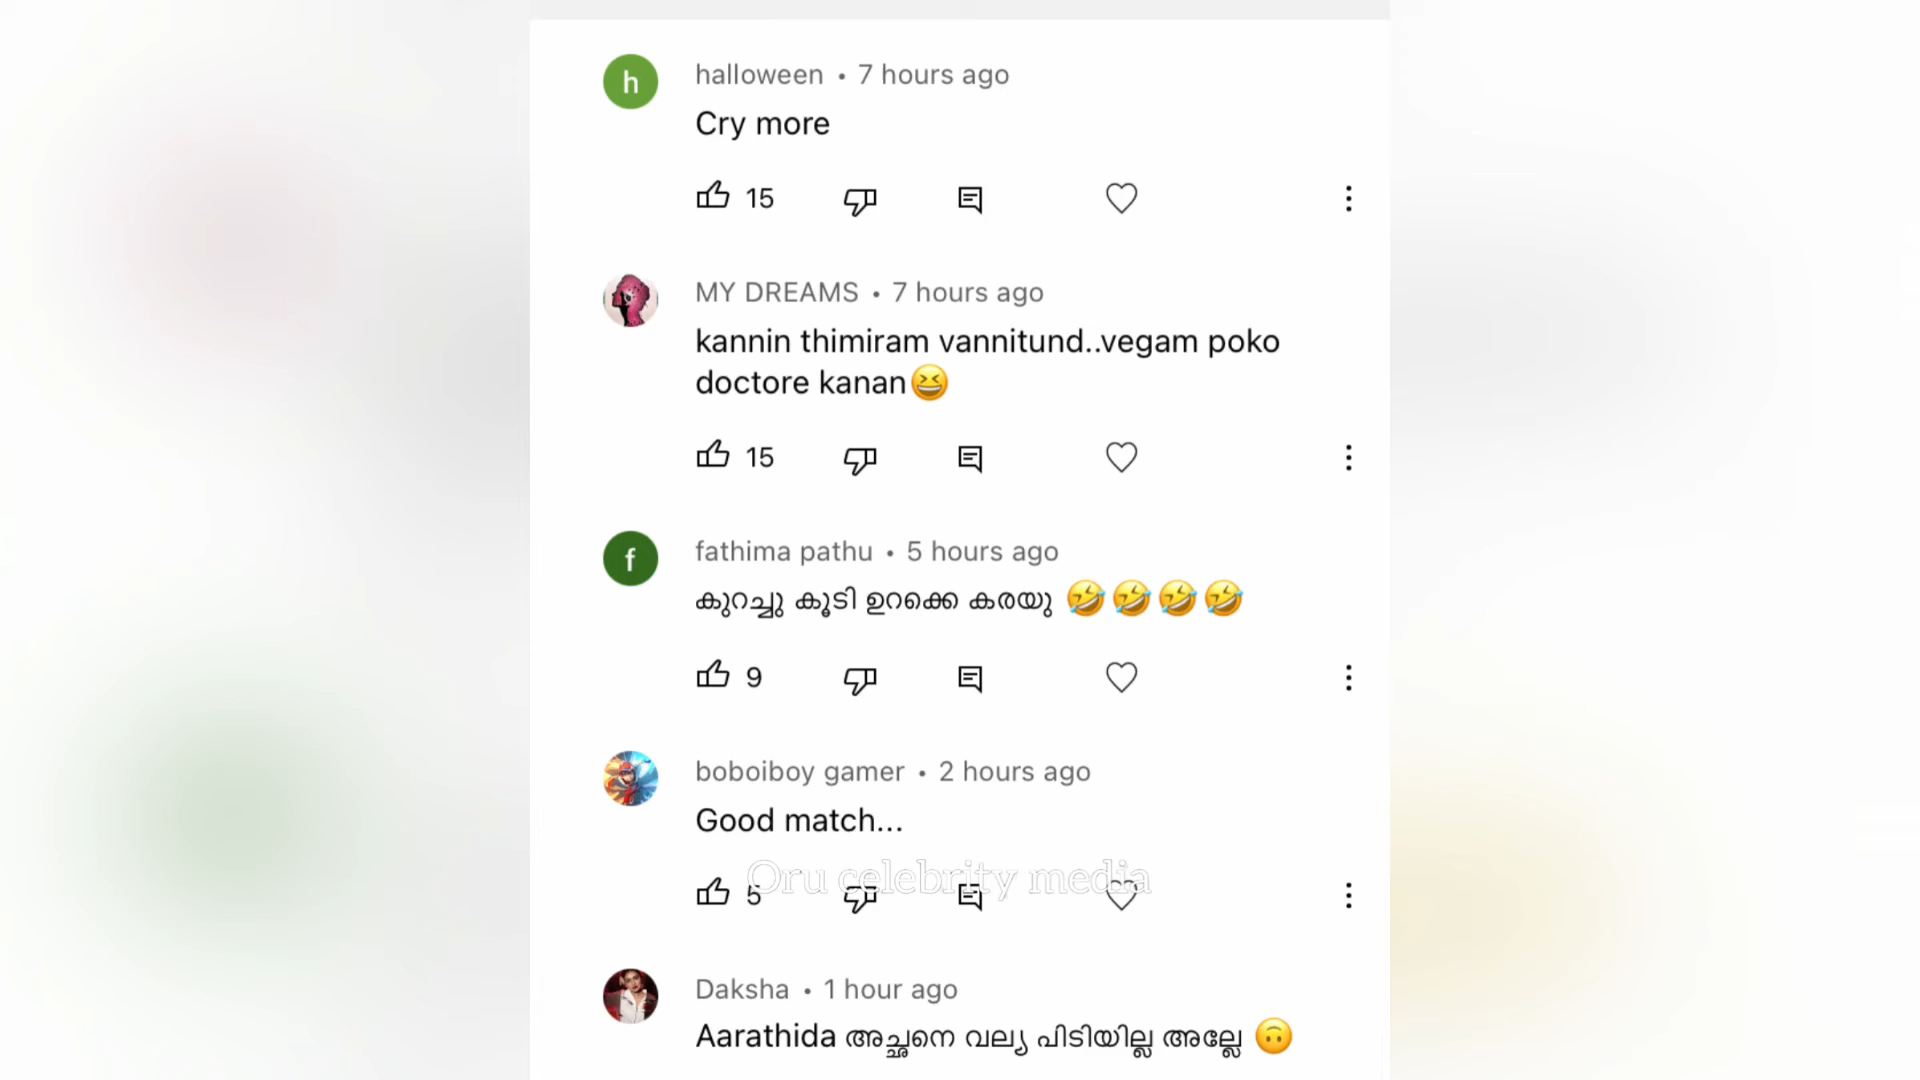 h
halloween • 7 hours ago
Cry more
15
MY DREAMS • 7 hours ago
kannin thimiram vannitund..vegam poko
doctore kanan😆
15
f
fathima pathu • 5 hours ago
കുറച്ചു കൂടി ഉറക്കെ കരയു 🤣🤣🤣🤣
9
boboiboy gamer • 2 hours ago
Good match...
Oru celebrity media
5
Daksha • 1 hour ago
Aarathida അച്ഛനെ വല്യ പിടിയില്ല അല്ലേ 🙃